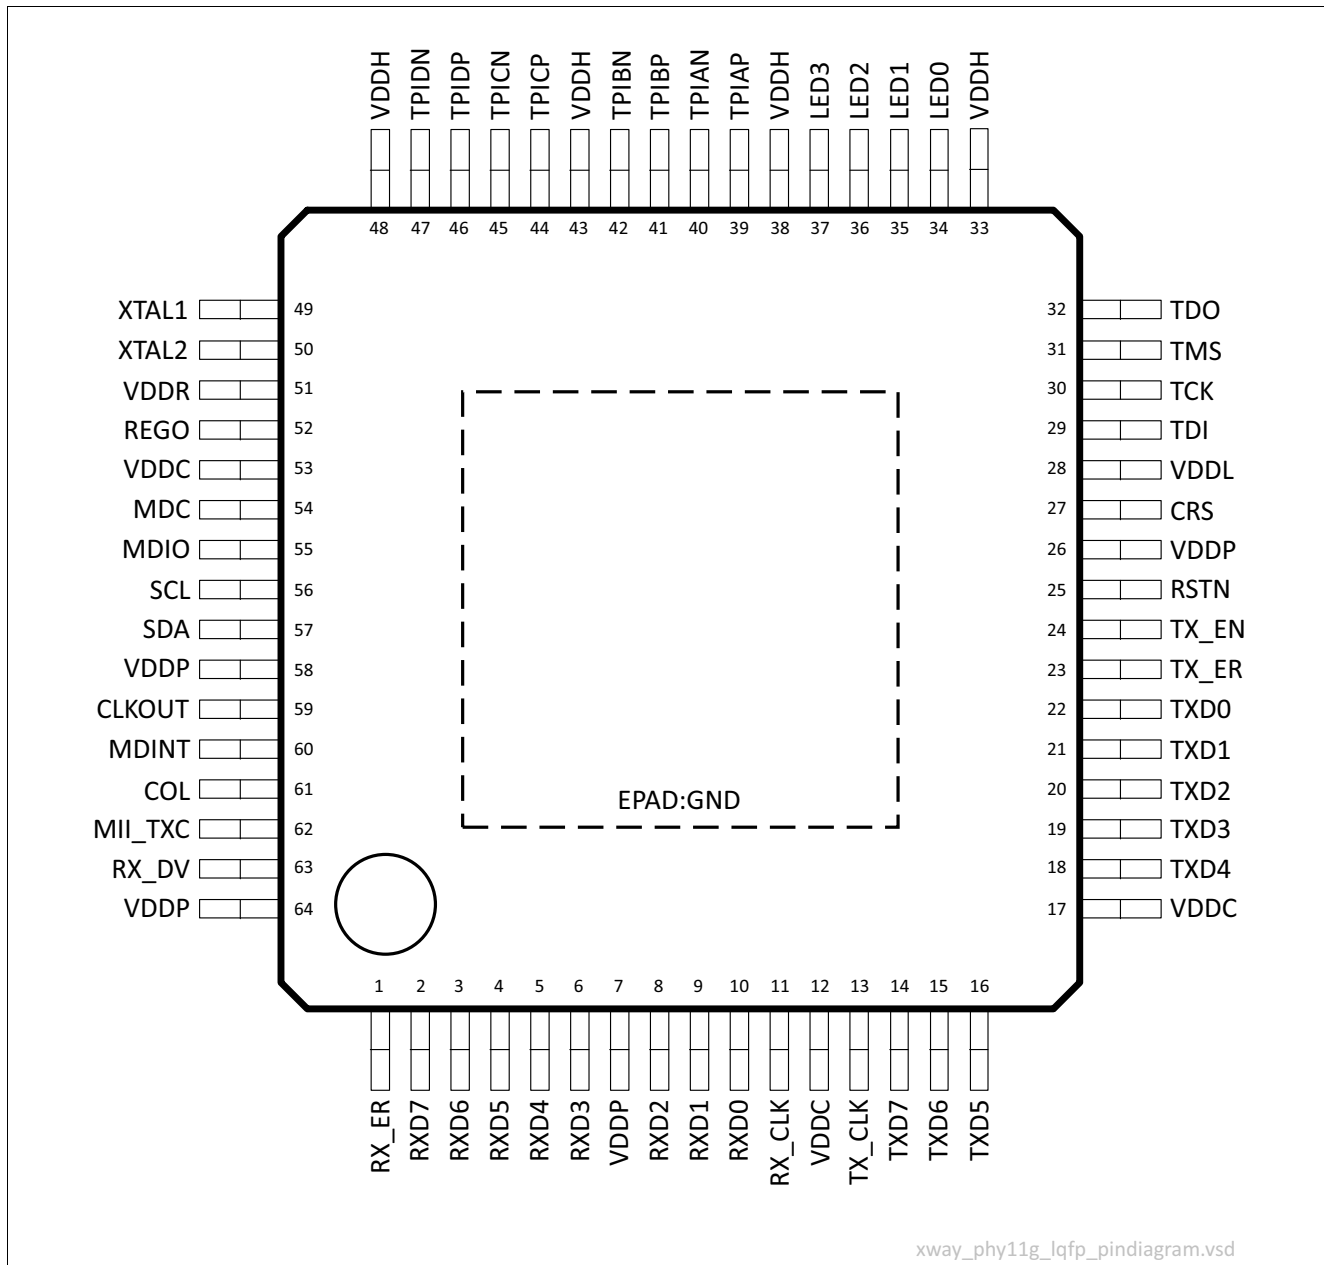 VDDH TPIDN TPIDP TPICN TPICP VDDH TPIBN TPIBP TPIAN TPIAP VDDH LED3 LED2 LED1 LED0 VDDH
48 47 46 45 44 43 42 41 40 39 38 37 36 35 34 33
XTAL1 49 32 TDO
XTAL2 50 31 TMS
VDDR 51 30 TCK
REGO 52 29 TDI
VDDC 53 28 VDDL
MDC 54 27 CRS
MDIO 55 26 VDDP
SCL 56 25 RSTN
SDA 57 24 TX_EN
VDDP 58 23 TX_ER
CLKOUT 59 22 TXD0
MDINT 60 21 TXD1
COL 61 20 TXD2
EPAD:GND
MII_TXC 62 19 TXD3
RX_DV 63 18 TXD4
VDDP 64 17 VDDC
1 2 3 4 5 6 7 8 9 10 11 12 13 14 15 16
RX_ER RXD7 RXD6 RXD5 RXD4 RXD3 VDDP RXD2 RXD1 RXD0 RX_CLK VDDC TX_CLK TXD7 TXD6 TXD5
xway_phy11g_lqfp_pindiagram.vsd